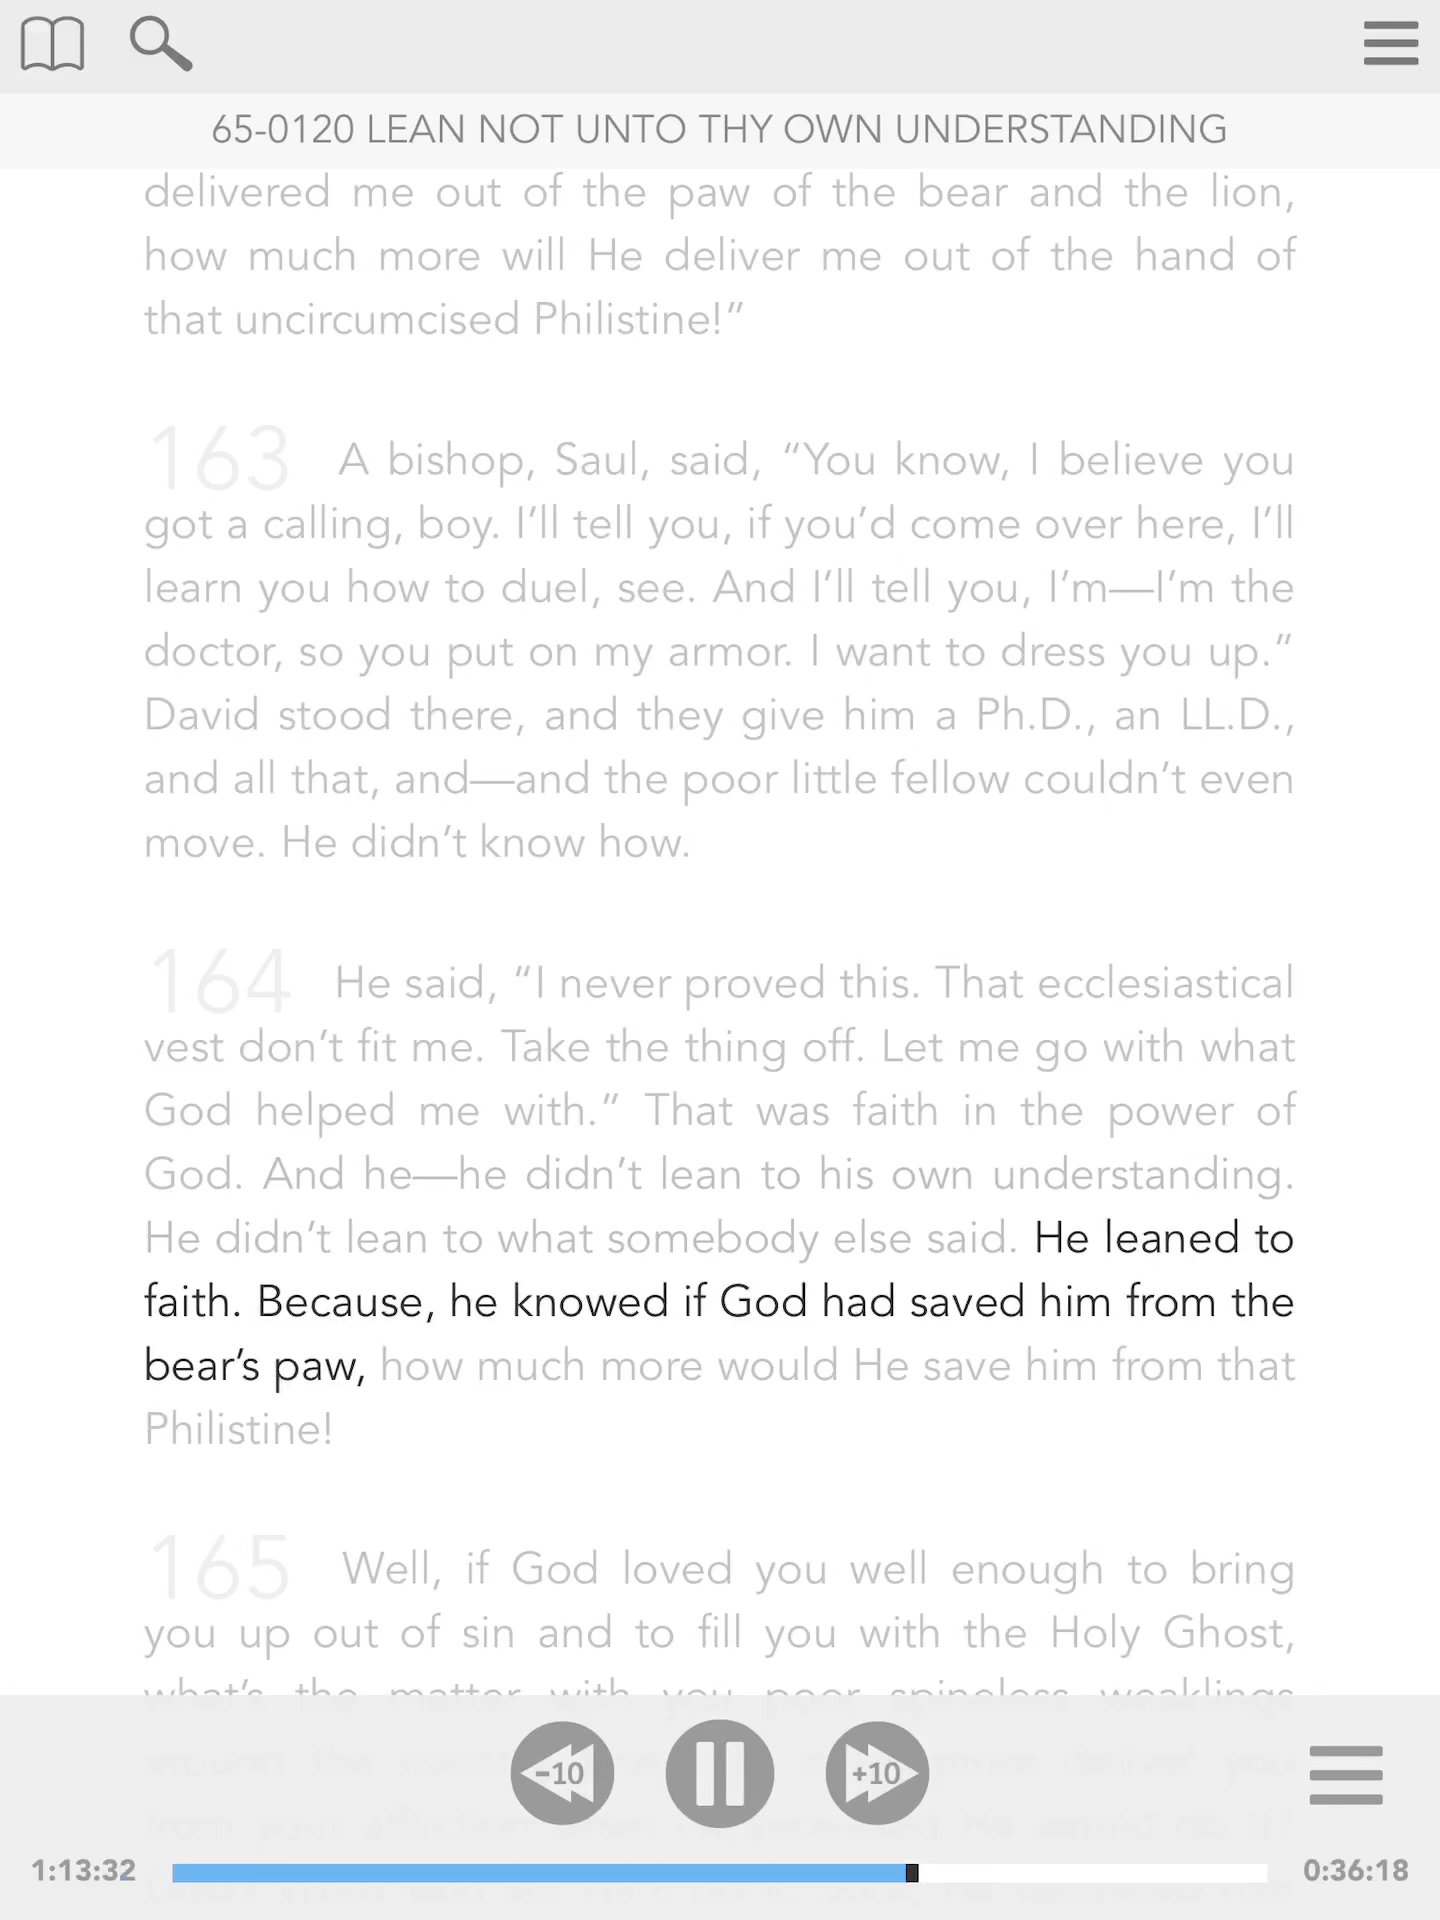 65-0120 LEAN NOT UNTO THY OWN UNDERSTANDING
delivered me out of the paw of the bear and the lion,
how much more will He deliver me out of the hand of
that uncircumcised Philistine!”
163 A bishop, Saul, said, “You know, I believe you
got a calling, boy. I’ll tell you, if you’d come over here, I’ll
learn you how to duel, see. And I’ll tell you, I’m—I’m the
doctor, so you put on my armor. I want to dress you up.”
David stood there, and they give him a Ph.D., an LL.D.,
and all that, and—and the poor little fellow couldn’t even
move. He didn’t know how.
164 He said, “I never proved this. That ecclesiastical
vest don’t fit me. Take the thing off. Let me go with what
God helped me with.” That was faith in the power of
God. And he—he didn’t lean to his own understanding.
He didn’t lean to what somebody else said. He leaned to
faith. Because, he knowed if God had saved him from the
bear’s paw, how much more would He save him from that
Philistine!
165 Well, if God loved you well enough to bring
you up out of sin and to fill you with the Holy Ghost,
what’s the matter with you poor spineless weaklings
-10 +10
1:13:32 0:36:18